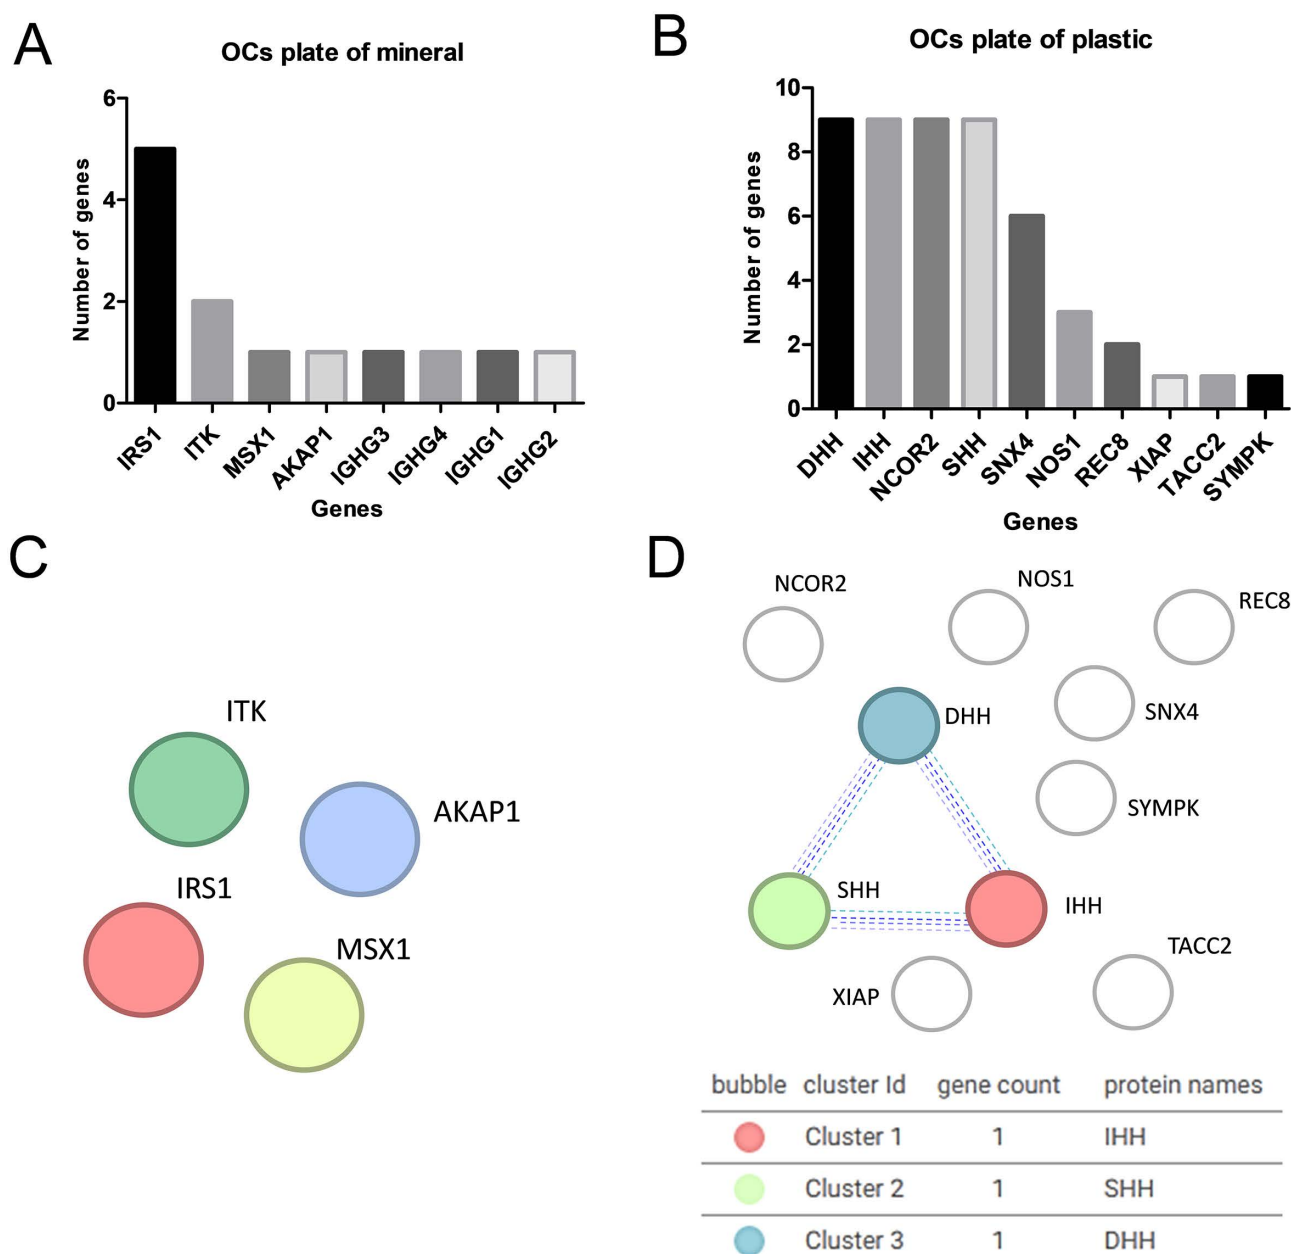 A
OCs plate of mineral
6
4
2
0
Number of genes
IRS1
ITK
MSX1
AKAP1
IGHG3
IGHG4
IGHG1
IGHG2
Genes
B
OCs plate of plastic
10
8
6
4
2
0
Number of genes
DHH
IHH
NCOR2
SHH
SNX4
NOS1
REC8
XIAP
TACC2
SYMPK
Genes
C
ITK
AKAP1
IRS1
MSX1
D
NCOR2
NOS1
REC8
DHH
SNX4
SYMPK
SHH
IHH
TACC2
XIAP
bubble cluster Id gene count protein names
Cluster 1 1 IHH
Cluster 2 1 SHH
Cluster 3 1 DHH